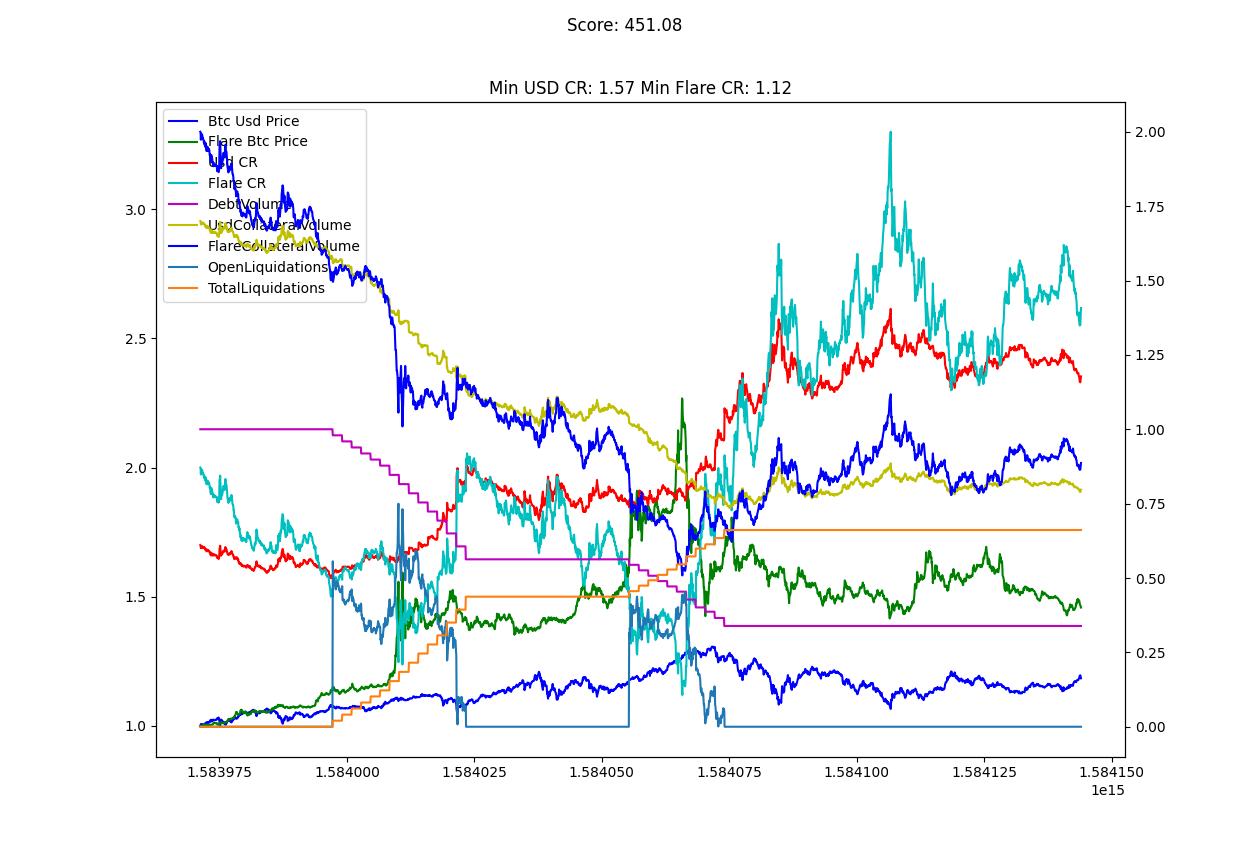 Score: 451.08
Min USD CR: 1.57 Min Flare CR: 1.12
Btc Usd Price
Flare Btc Price
Usd CR
Flare CR
DebtVolume
UsdCollateralVolume
FlareCollateralVolume
OpenLiquidations
TotalLiquidations
3.0
2.5
2.0
1.5
1.0
2.00
1.75
1.50
1.25
1.00
0.75
0.50
0.25
0.00
1.583975
1.584000
1.584025
1.584050
1.584075
1.584100
1.584125
1.584150
1e15